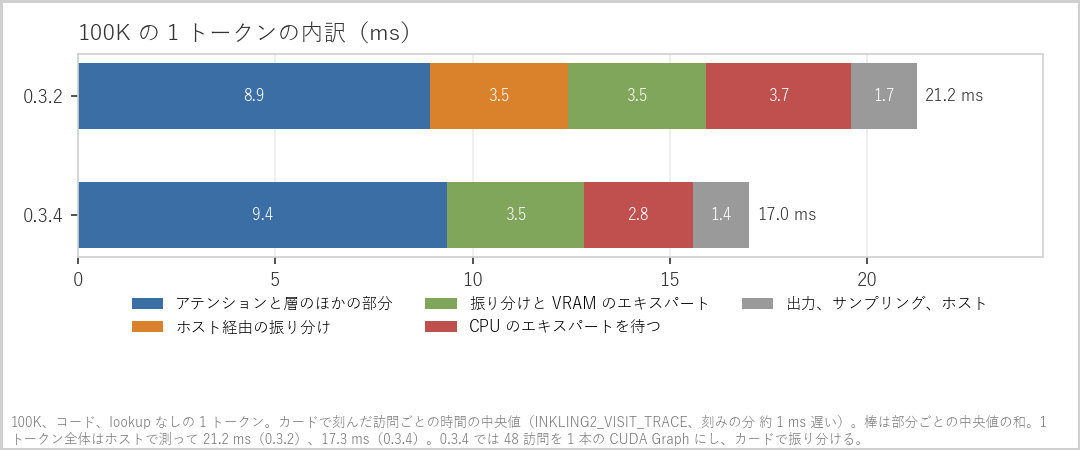 100K の 1 トークンの内訳（ms）
0.3.2
8.9
3.5
3.5
3.7
1.7
21.2 ms
0.3.4
9.4
3.5
2.8
1.4
17.0 ms
0
5
10
15
20
アテンションと層のほかの部分
振り分けと VRAM のエキスパート
出力、サンプリング、ホスト
ホスト経由の振り分け
CPU のエキスパートを待つ
100K、コード、lookup なしの 1 トークン。カードで刻んだ訪問ごとの時間の中央値（INKLING2_VISIT_TRACE、刻みの分 約 1 ms 遅い）。棒は部分ごとの中央値の和。1
トークン全体はホストで測って 21.2 ms（0.3.2）、17.3 ms（0.3.4）。0.3.4 では 48 訪問を 1 本の CUDA Graph にし、カードで振り分ける。